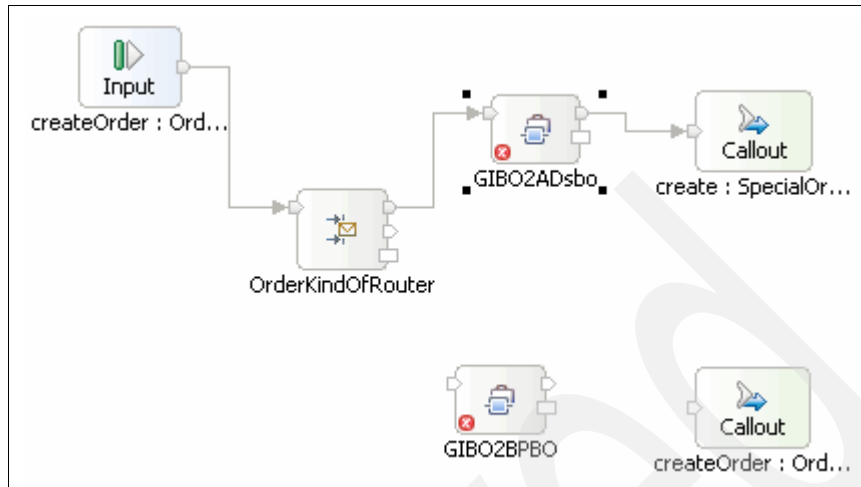 Input
createOrder : Ord...
GIBO2ADsbo
Callout
create : SpecialOr...
OrderKindOfRouter
GIBO2BPBO
Callout
createOrder : Ord...